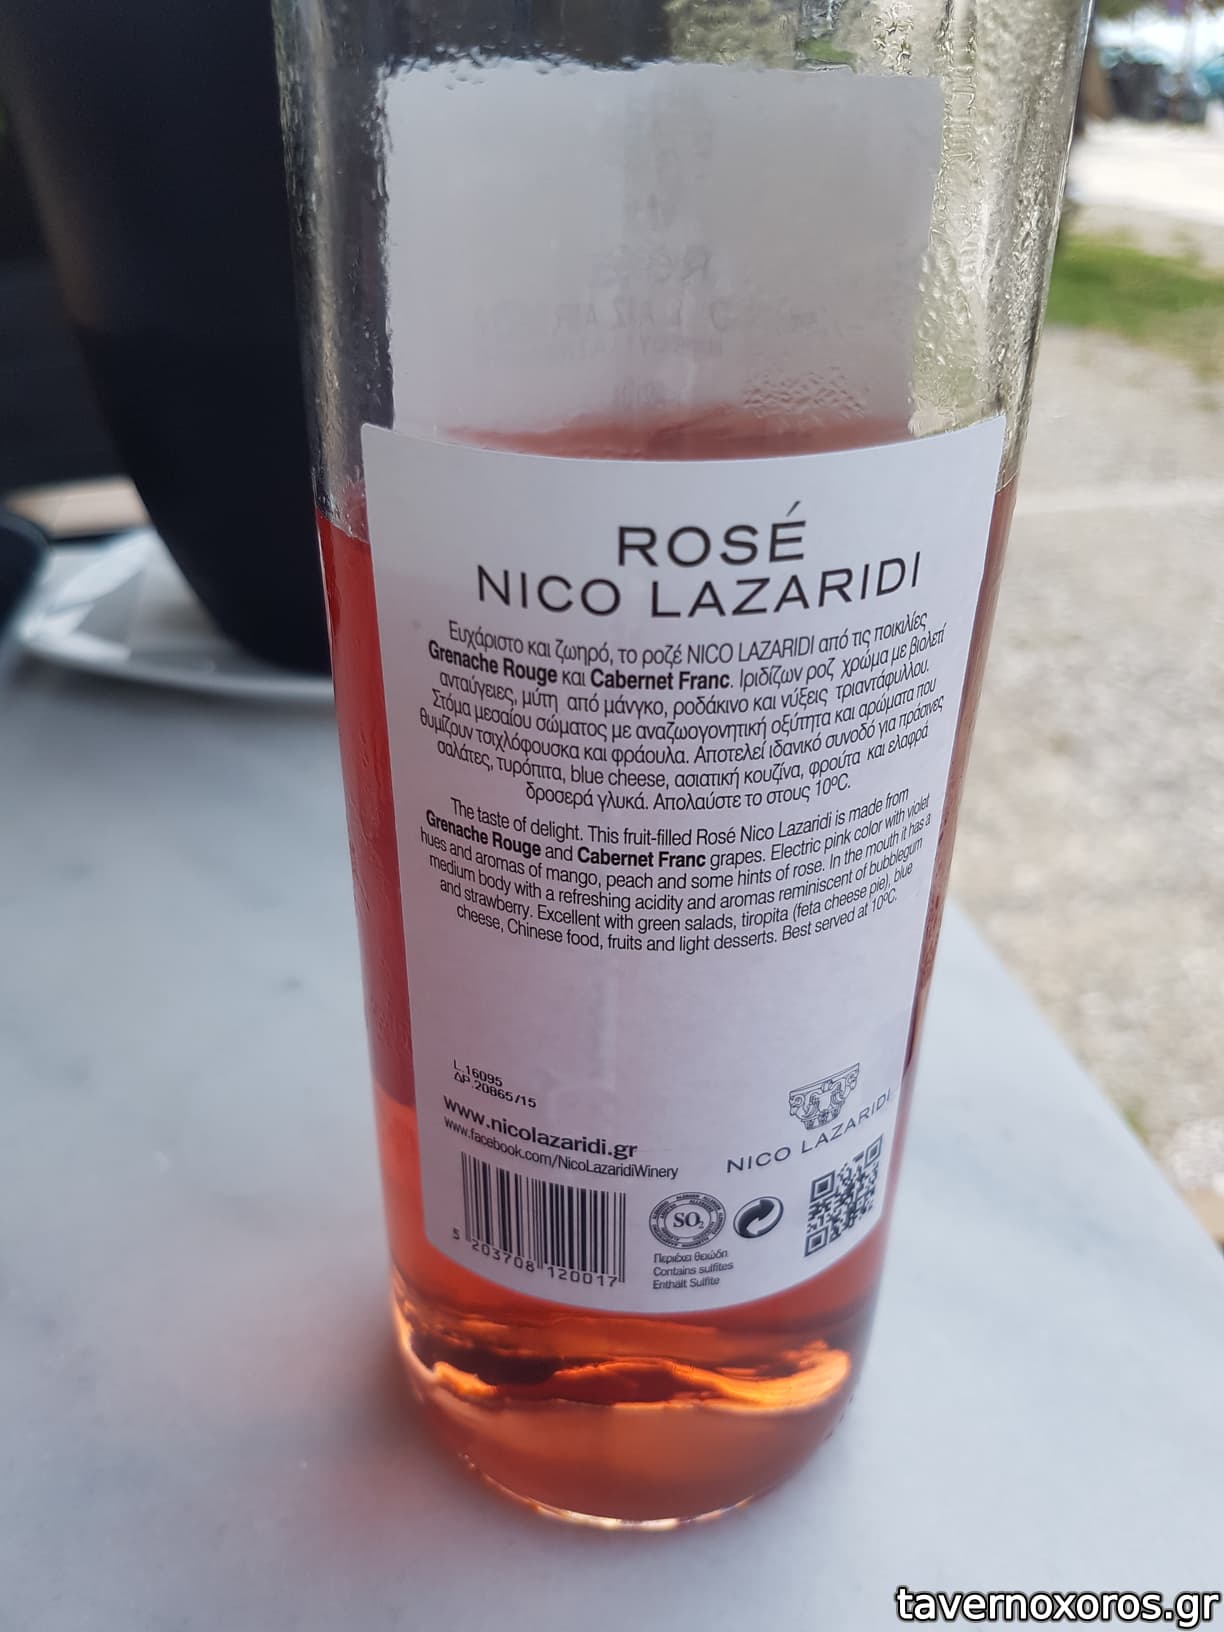 ROSÉ
NICO LAZARIDI
Ευχάριστο και ζωηρό, το ροζέ NICO LAZARIDI από τις ποικιλίες
Grenache Rouge και Cabernet Franc. Ιριδίζων ροζ χρώμα με βιολετί
ανταύγειες, μύτη από μάνγκο, ροδάκινο και νύξεις τριαντάφυλλου.
Στόμα μεσαίου σώματος με αναζωογονητική οξύτητα και αρώματα που
θυμίζουν τσιχλόφουσκα και φράουλα. Αποτελεί ιδανικό συνοδό για πράσινες
σαλάτες, τυρόπιτα, blue cheese, ασιατική κουζίνα, φρούτα και ελαφρά
δροσερά γλυκά. Απολαύστε το στους 10ºC.
The taste of delight. This fruit-filled Rosé Nico Lazaridi is made from
Grenache Rouge and Cabernet Franc grapes. Electric pink color with violet
hues and aromas of mango, peach and some hints of rose. In the mouth it has a
medium body with a refreshing acidity and aromas reminiscent of bubblegum
and strawberry. Excellent with green salads, tiropita (feta cheese pie), blue
cheese, Chinese food, fruits and light desserts. Best served at 10ºC.
L.16095
ΔΡ.20865/15
www.nicolazaridi.gr
www.facebook.com/NicoLazaridiWinery
NICO LAZARIDI
5 203708 120017
SO2
Περιέχει θειώδη
Contains sulfites
Enthält Sulfite
tavernoxoros.gr